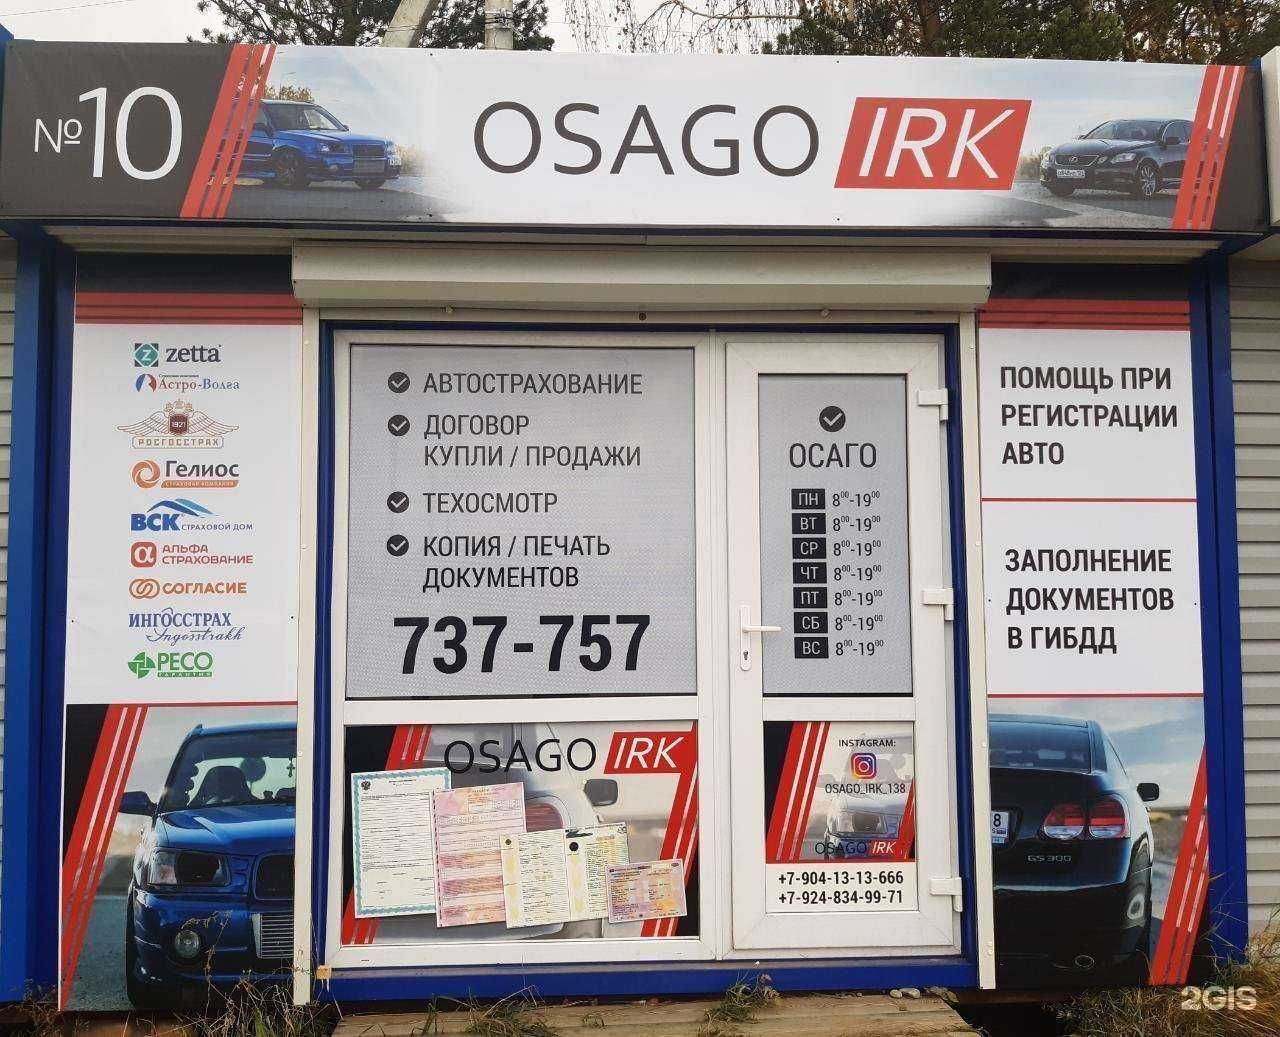 №10
OSAGO IRK
zetta
Астро-Волга
1921
РОСГОССТРАХ
Гелиос
СТРАХОВАЯ КОМПАНИЯ
ВСК СТРАХОВОЙ ДОМ
АЛЬФА
СТРАХОВАНИЕ
СОГЛАСИЕ
ИНГОССТРАХ
Ingosstrakh
РЕСО
ГАРАНТИЯ
АВТОСТРАХОВАНИЕ
ДОГОВОР
КУПЛИ / ПРОДАЖИ
ТЕХОСМОТР
КОПИЯ / ПЕЧАТЬ
ДОКУМЕНТОВ
737-757
OSAGO IRK
ОСАГО
ПН 8⁰⁰-19⁰⁰
ВТ 8⁰⁰-19⁰⁰
СР 8⁰⁰-19⁰⁰
ЧТ 8⁰⁰-19⁰⁰
ПТ 8⁰⁰-19⁰⁰
СБ 8⁰⁰-19⁰⁰
ВС 8⁰⁰-19⁰⁰
INSTAGRAM:
OSAGO_IRK_138
OSAGO IRK
+7-904-13-13-666
+7-924-834-99-71
ПОМОЩЬ ПРИ
РЕГИСТРАЦИИ
АВТО
ЗАПОЛНЕНИЕ
ДОКУМЕНТОВ
В ГИБДД
8
GS 300
2GIS